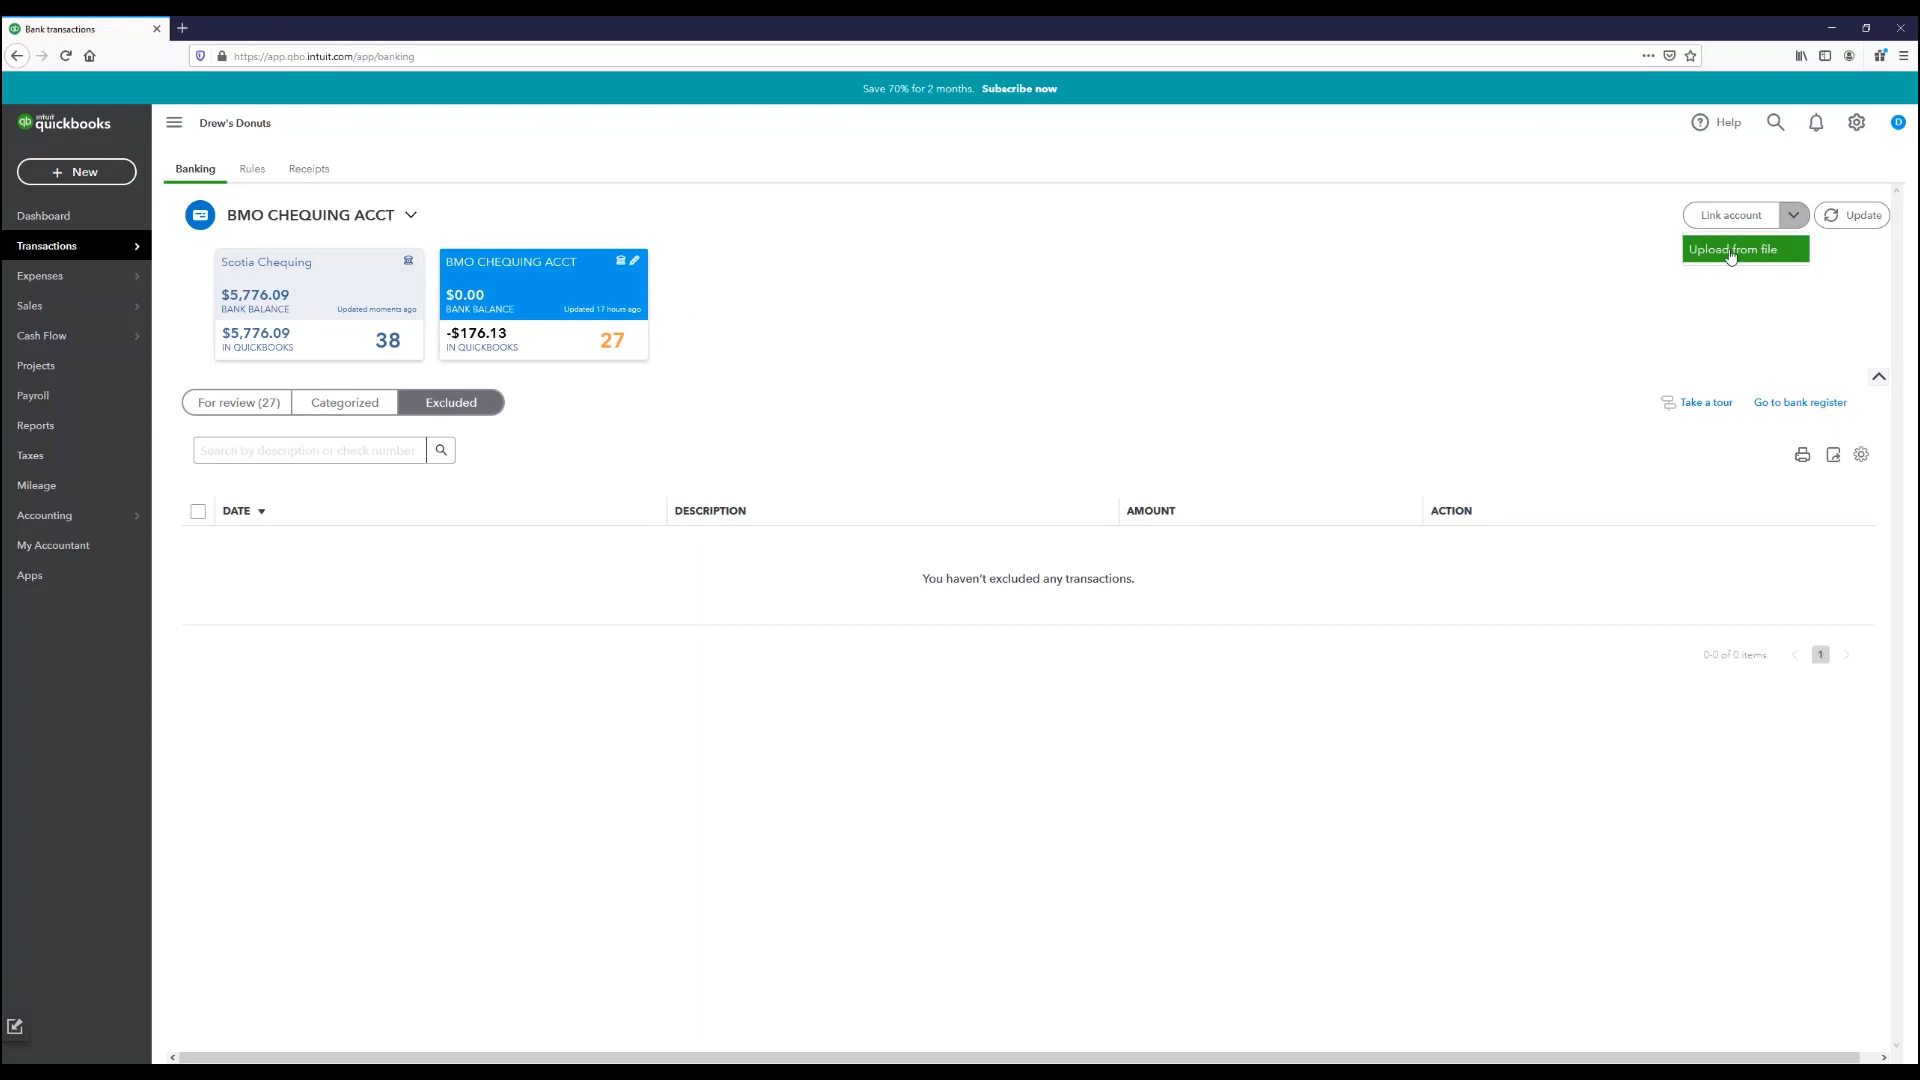 Bank transactions
https://app.qbo.intuit.com/app/banking
Save 70% for 2 months. Subscribe now
qb intuit quickbooks
Drew's Donuts
Help
D
+ New
Banking
Rules
Receipts
Dashboard
Transactions
Expenses
Sales
Cash Flow
Projects
Payroll
Reports
Taxes
Mileage
Accounting
My Accountant
Apps
BMO CHEQUING ACCT
Link account
Update
Upload from file
Scotia Chequing
$5,776.09
BANK BALANCE
Updated moments ago
$5,776.09
IN QUICKBOOKS
38
BMO CHEQUING ACCT
$0.00
BANK BALANCE
Updated 17 hours ago
-$176.13
IN QUICKBOOKS
27
For review (27)
Categorized
Excluded
Take a tour
Go to bank register
Search by description or check number
DATE
DESCRIPTION
AMOUNT
ACTION
You haven't excluded any transactions.
0-0 of 0 items
1